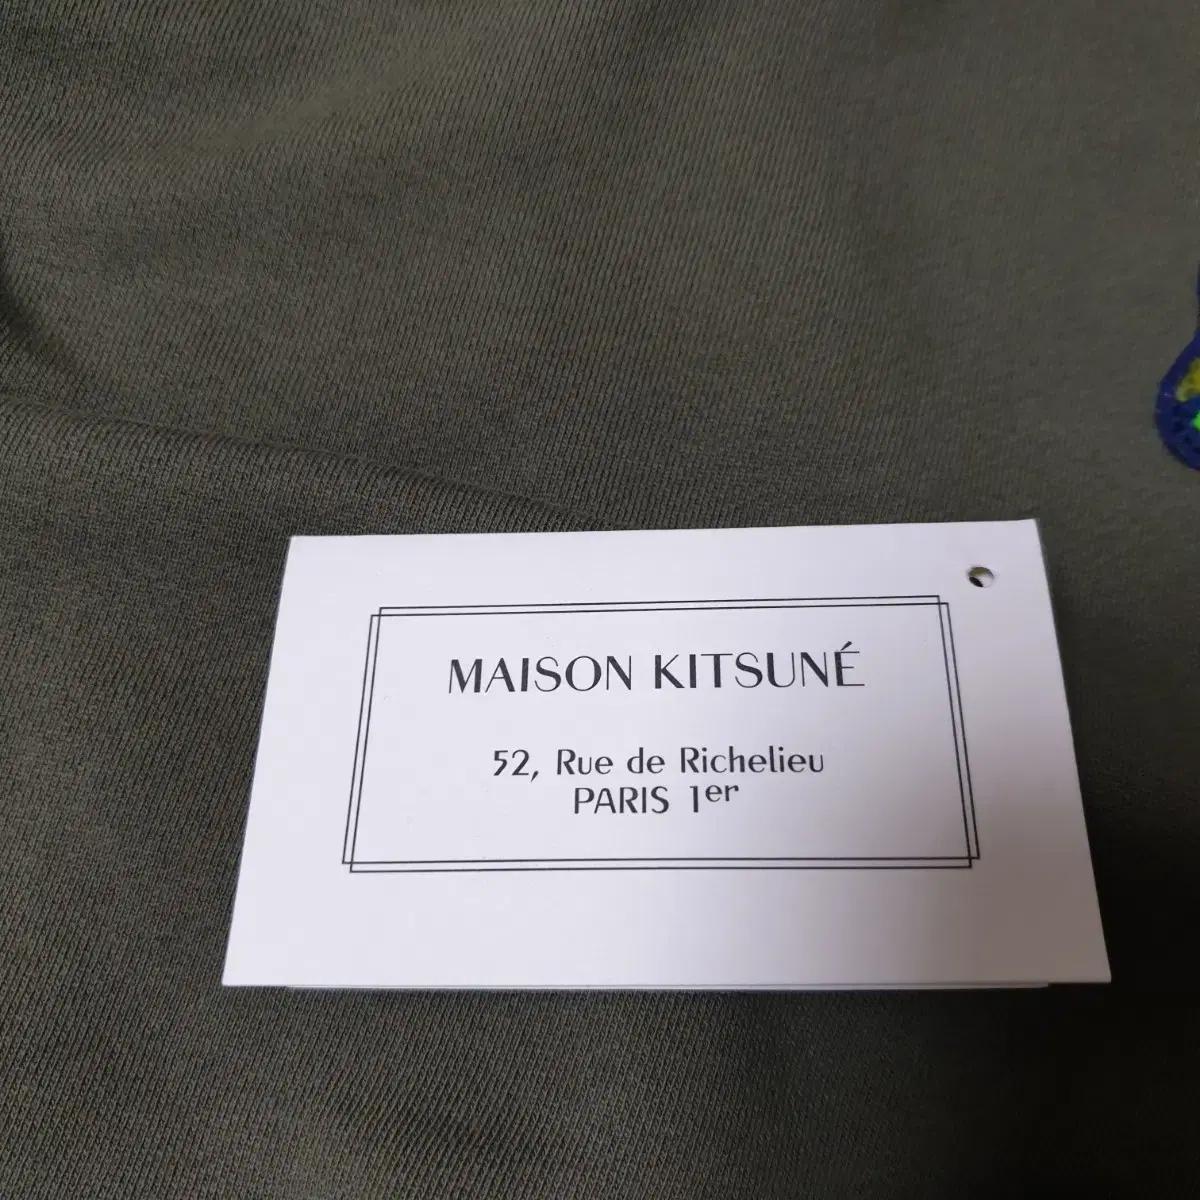 MAISON KITSUNÉ
52, Rue de Richelieu
PARIS 1er